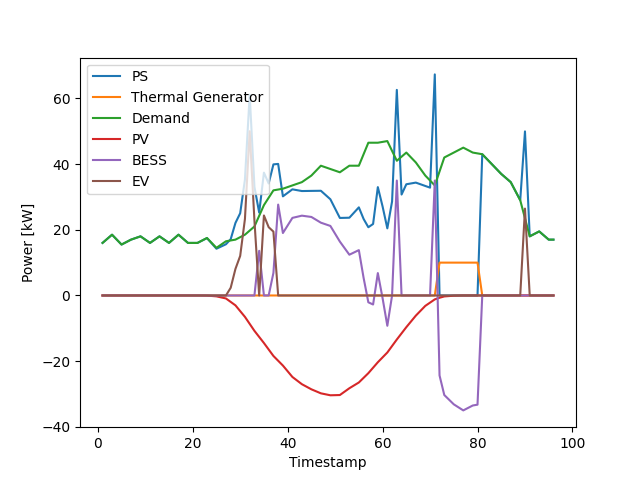 PS
Thermal Generator
Demand
PV
BESS
EV
Power [kW]
60
40
20
0
−20
−40
0 20 40 60 80 100
Timestamp